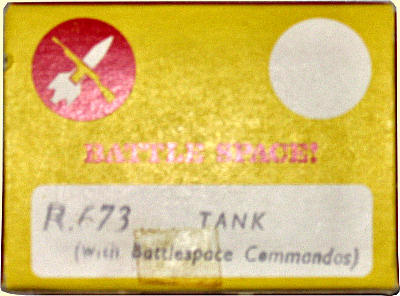 BATTLE SPACE!
R.673 TANK
(With Battlespace Commandos)